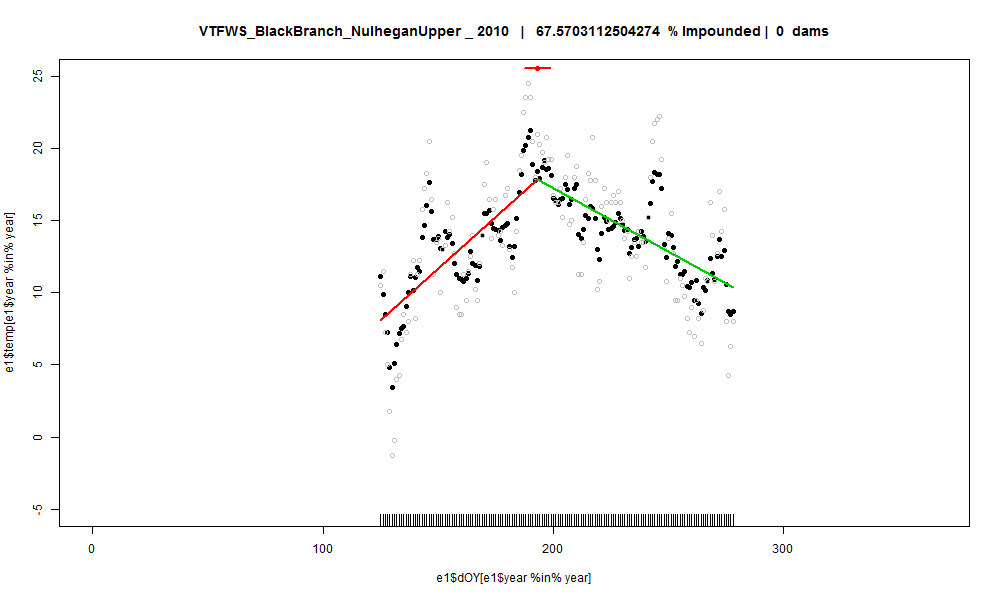 VTFWS_BlackBranch_NulheganUpper _ 2010 | 67.5703112504274 % Impounded | 0 dams
e1$temp[e1$year %in% year]
25
20
15
10
5
0
-5
0 100 200 300
e1$dOY[e1$year %in% year]